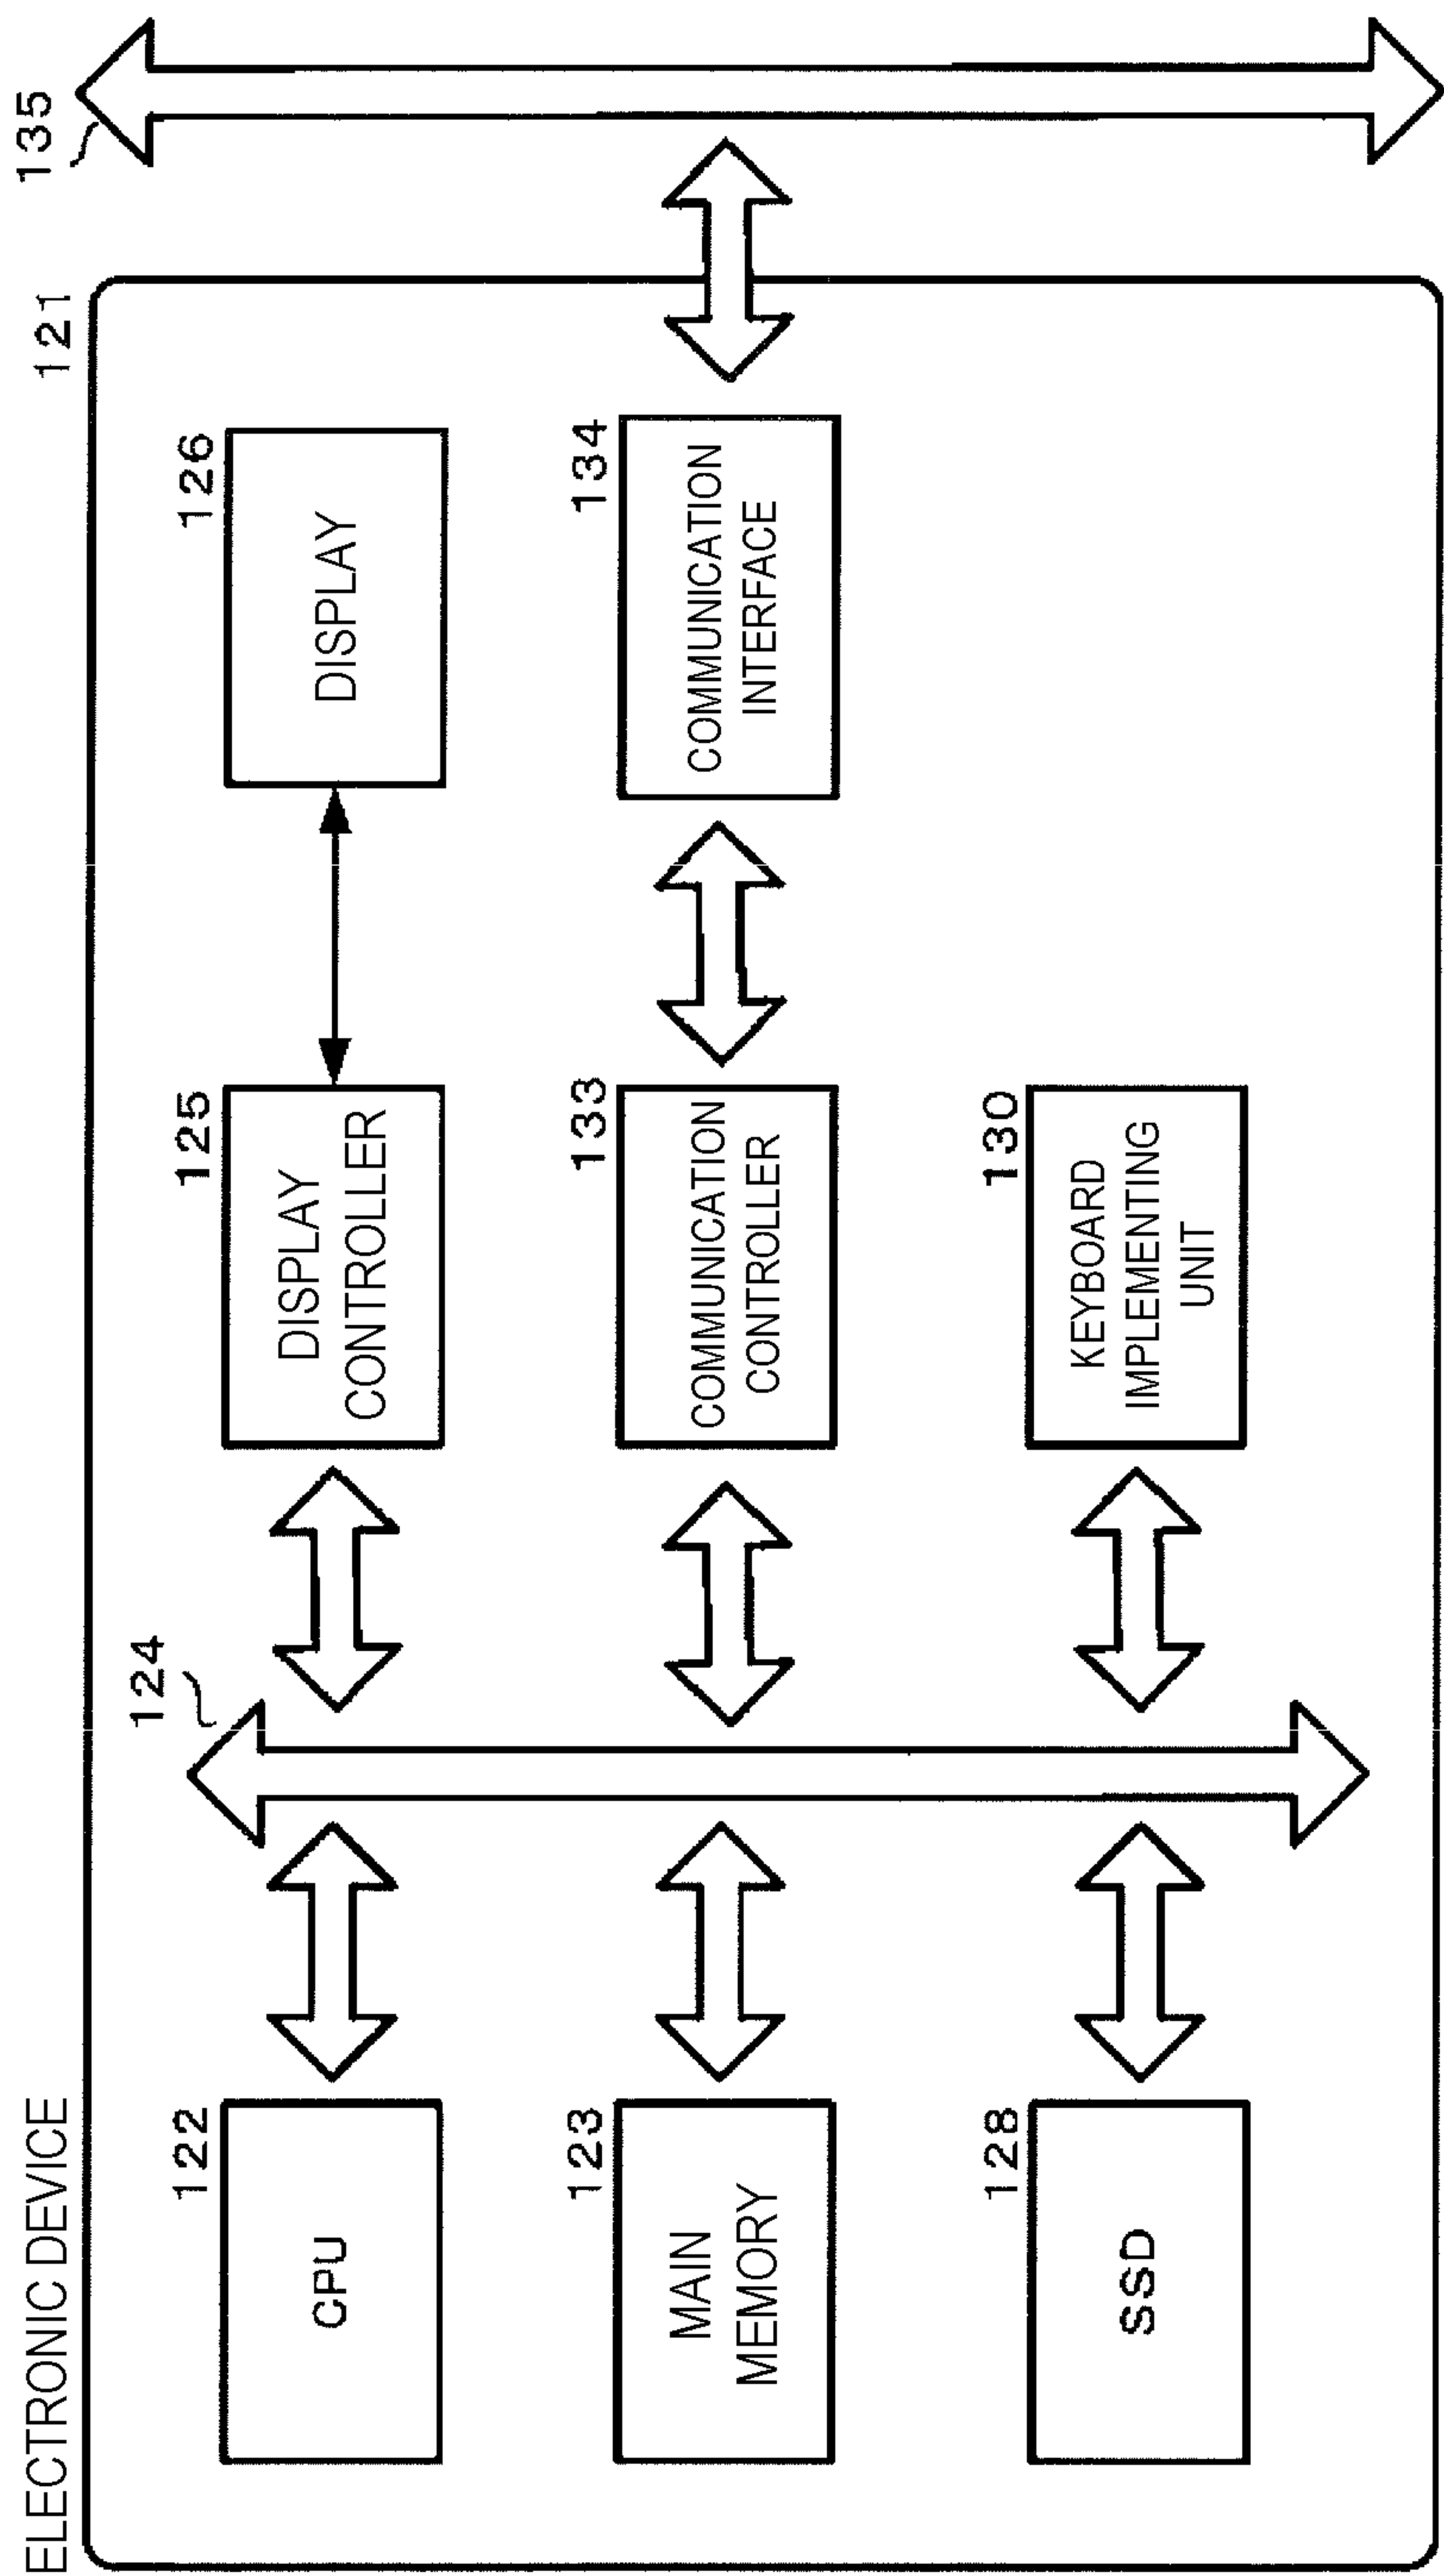 ELECTRONIC DEVICE
121
135
122
CPU
124
125
DISPLAY
CONTROLLER
126
DISPLAY
123
MAIN
MEMORY
133
COMMUNICATION
CONTROLLER
134
COMMUNICATION
INTERFACE
128
SSD
130
KEYBOARD
IMPLEMENTING
UNIT